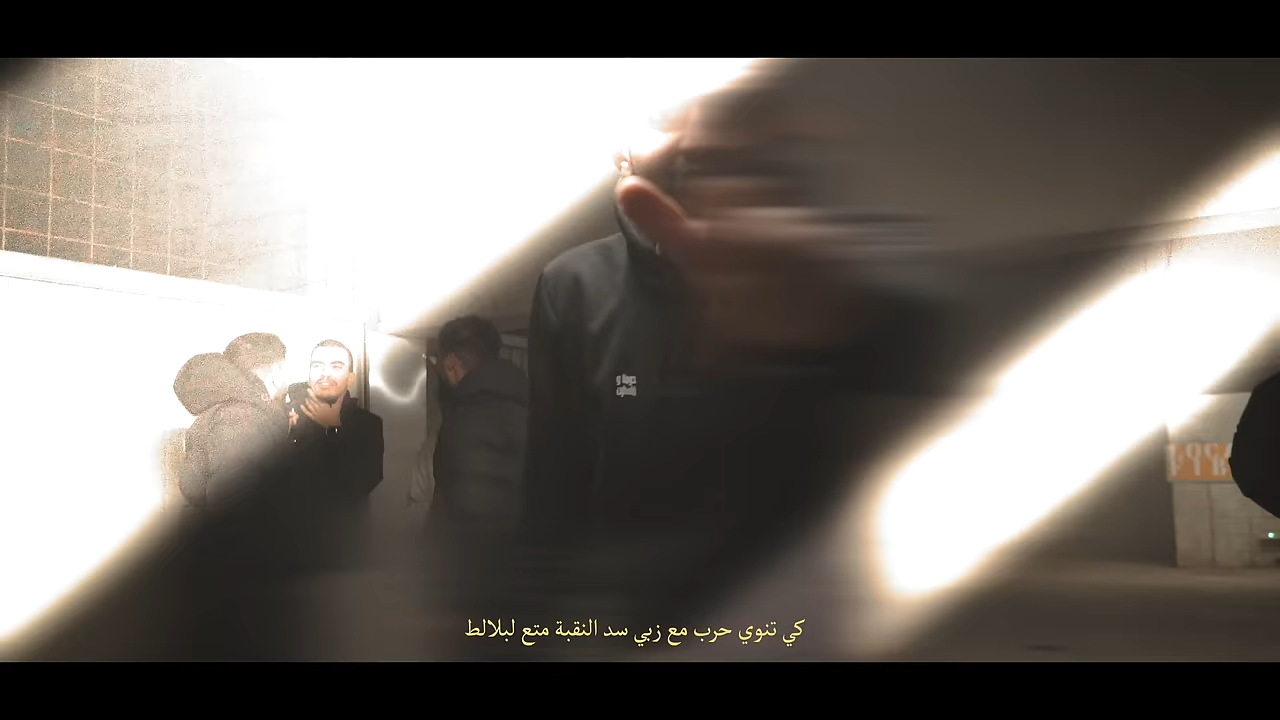 كي تنوي حرب مع زبي سد النقبة متع لبلالط